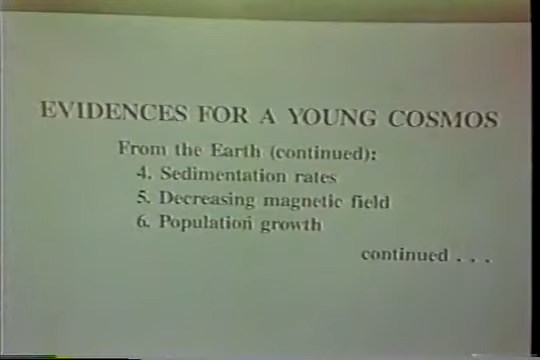 EVIDENCES FOR A YOUNG COSMOS
From the Earth (continued):
4. Sedimentation rates
5. Decreasing magnetic field
6. Population growth
continued . . .